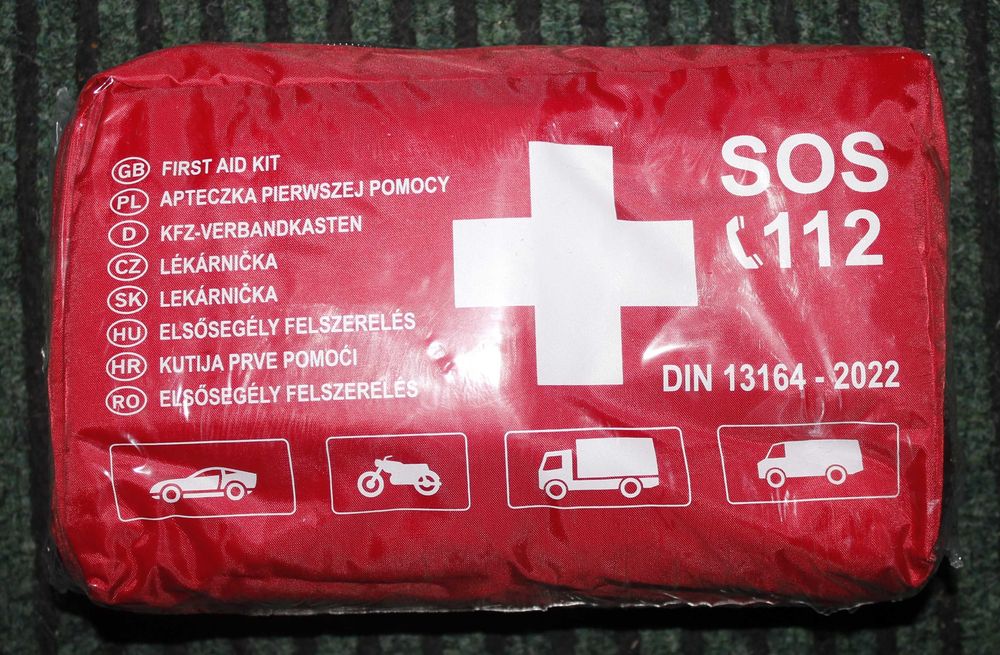 GB FIRST AID KIT
PL APTECZKA PIERWSZEJ POMOCY
D KFZ-VERBANDKASTEN
CZ LÉKÁRNIČKA
SK LEKÁRNIČKA
HU ELSŐSEGÉLY FELSZERELÉS
HR KUTIJA PRVE POMOĆI
RO ELSŐSEGÉLY FELSZERELÉS
SOS
112
DIN 13164 - 2022